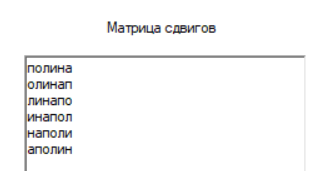 Матрица сдвигов
полина
олинап
линапо
инапол
наполи
аполин